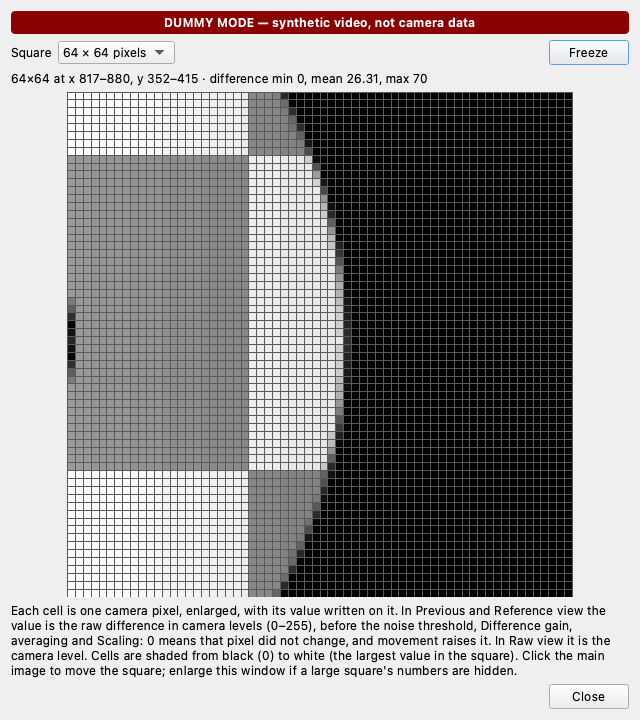 DUMMY MODE — synthetic video, not camera data
Square 64 × 64 pixels Freeze
64×64 at x 817–880, y 352–415 · difference min 0, mean 26.31, max 70
Each cell is one camera pixel, enlarged, with its value written on it. In Previous and Reference view the
value is the raw difference in camera levels (0–255), before the noise threshold, Difference gain,
averaging and Scaling: 0 means that pixel did not change, and movement raises it. In Raw view it is the
camera level. Cells are shaded from black (0) to white (the largest value in the square). Click the main
image to move the square; enlarge this window if a large square's numbers are hidden.
Close